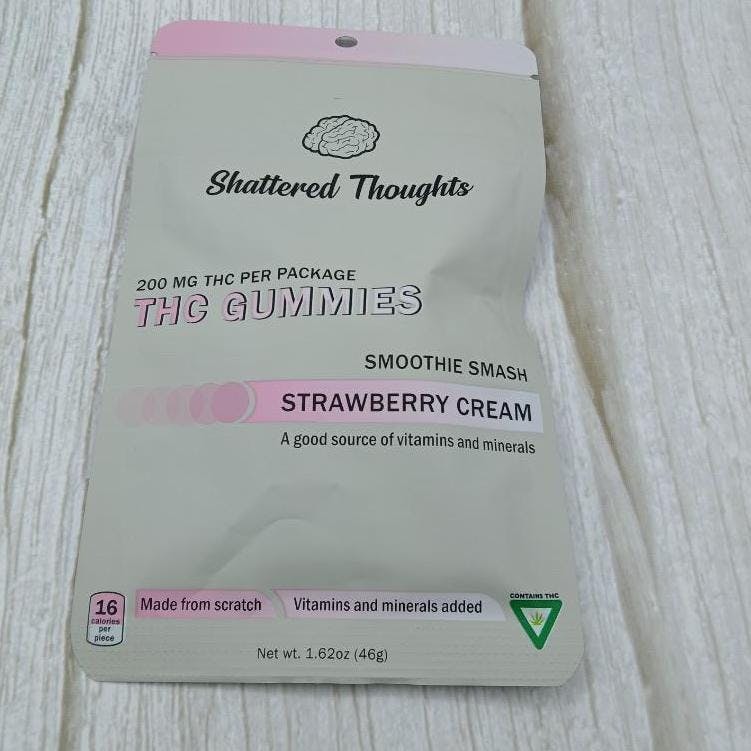 Shattered Thoughts
200 MG THC PER PACKAGE
THC GUMMIES
SMOOTHIE SMASH
STRAWBERRY CREAM
A good source of vitamins and minerals
16
calories
per
piece
Made from scratch
Vitamins and minerals added
CONTAINS THC
Net wt. 1.62oz (46g)